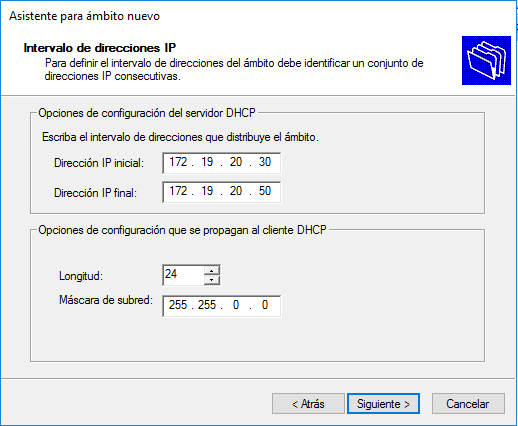 Asistente para ámbito nuevo
Intervalo de direcciones IP
Para definir el intervalo de direcciones del ámbito debe identificar un conjunto de
direcciones IP consecutivas.
Opciones de configuración del servidor DHCP
Escriba el intervalo de direcciones que distribuye el ámbito.
Dirección IP inicial: 172 . 19 . 20 . 30
Dirección IP final: 172 . 19 . 20 . 50
Opciones de configuración que se propagan al cliente DHCP
Longitud: 24
Máscara de subred: 255 . 255 . 0 . 0
< Atrás Siguiente > Cancelar